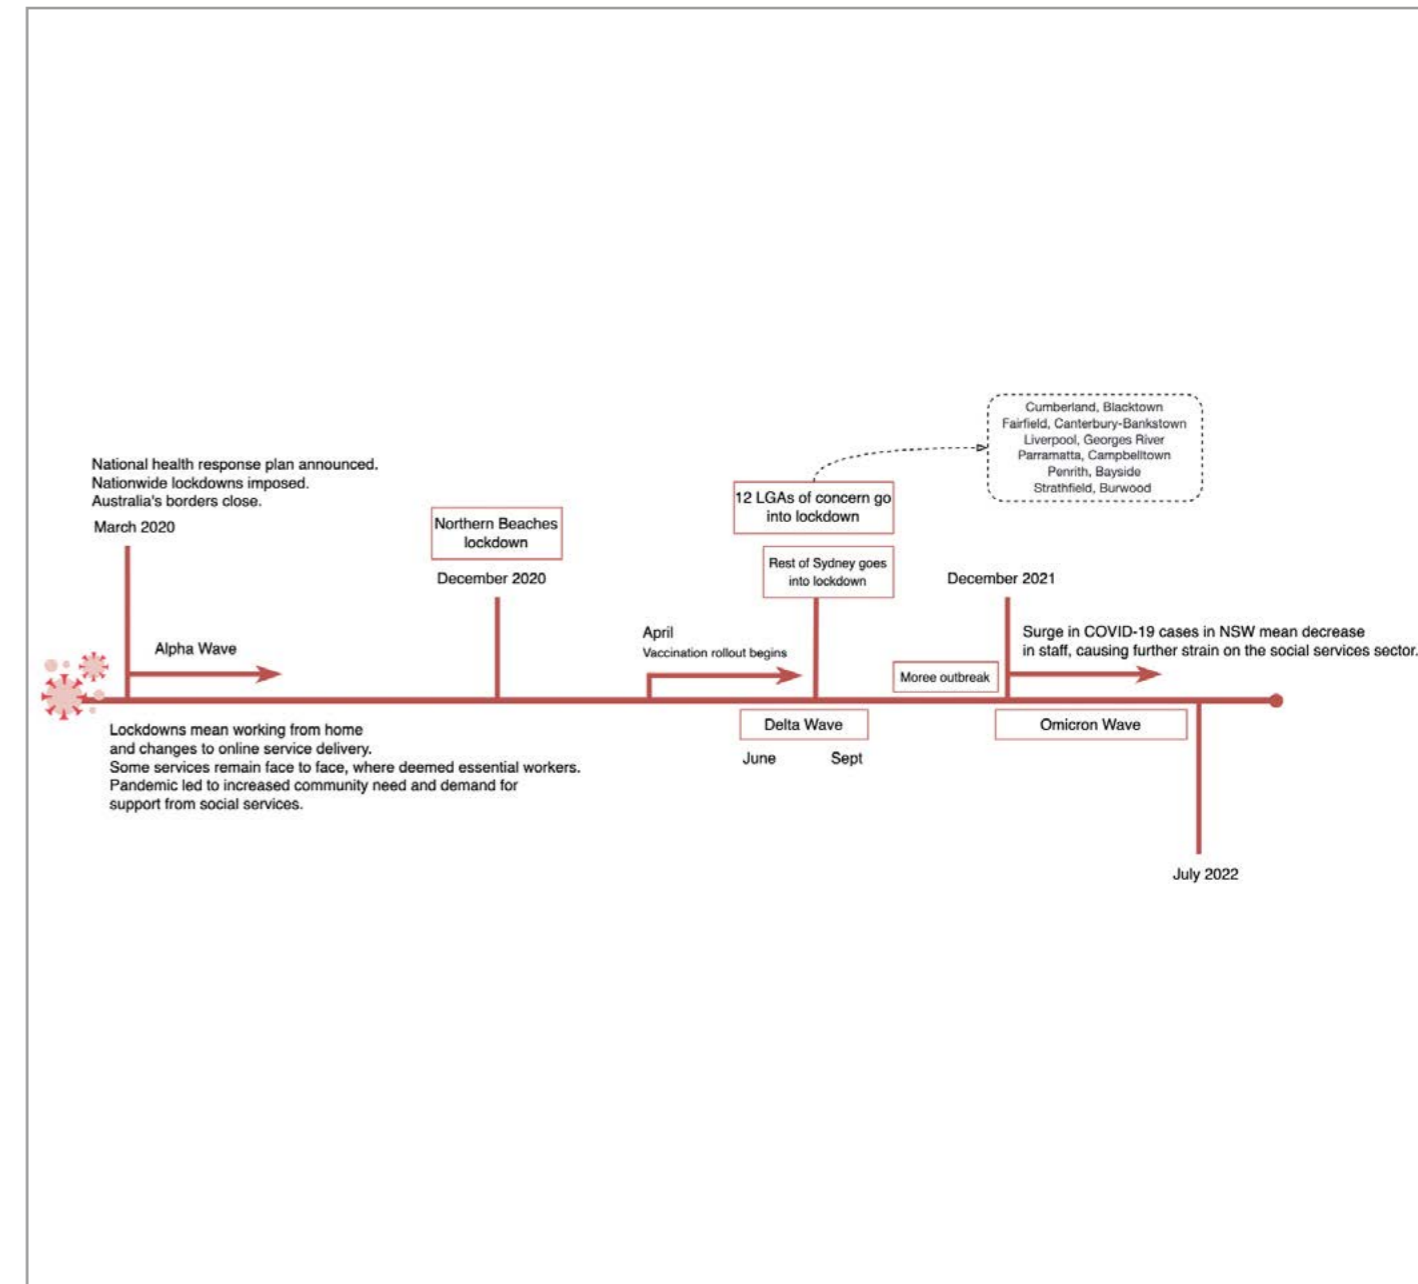 Cumberland, Blacktown
Fairfield, Canterbury-Bankstown
Liverpool, Georges River
Parramatta, Campbelltown
Penrith, Bayside
Strathfield, Burwood
National health response plan announced.
Nationwide lockdowns imposed.
Australia's borders close.
March 2020
12 LGAs of concern go
into lockdown
Northern Beaches
lockdown
December 2020
Rest of Sydney goes
into lockdown
December 2021
Alpha Wave
April
Vaccination rollout begins
Surge in COVID-19 cases in NSW mean decrease
in staff, causing further strain on the social services sector.
Moree outbreak
Lockdowns mean working from home
and changes to online service delivery.
Some services remain face to face, where deemed essential workers.
Pandemic led to increased community need and demand for
support from social services.
Delta Wave
June
Sept
Omicron Wave
July 2022